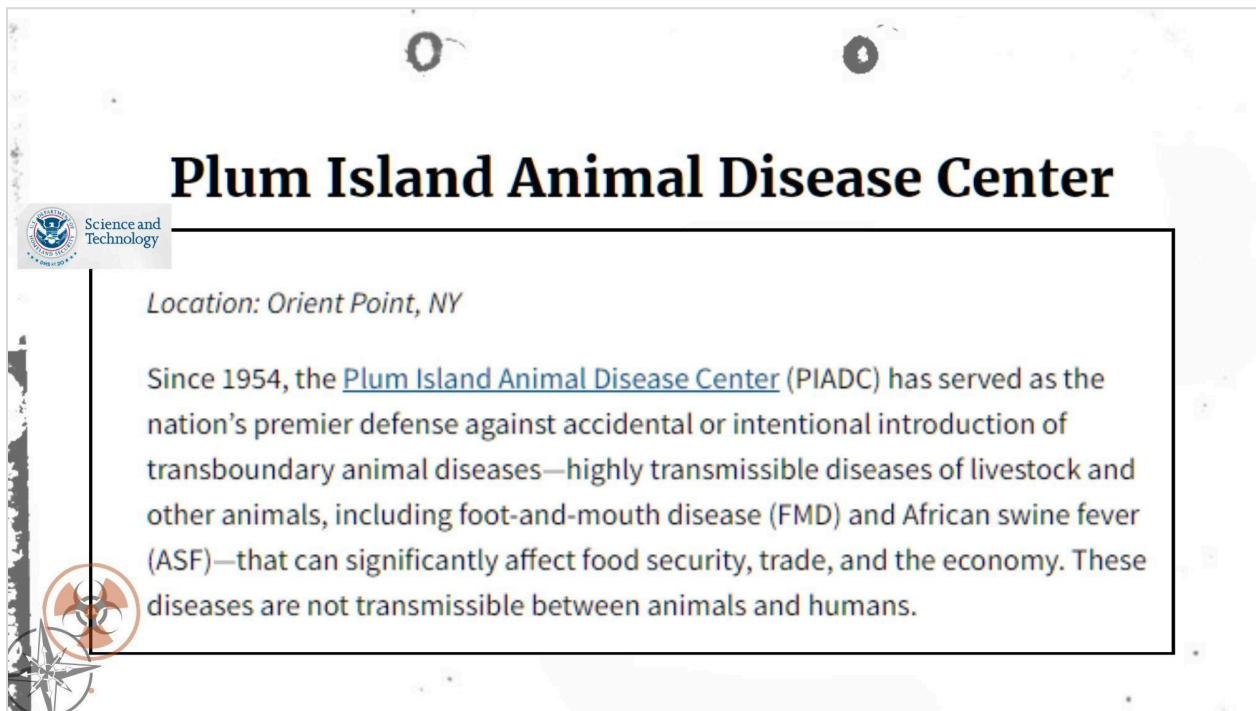 Plum Island Animal Disease Center
Science and
Technology
Location: Orient Point, NY
Since 1954, the Plum Island Animal Disease Center (PIADC) has served as the
nation's premier defense against accidental or intentional introduction of
transboundary animal diseases—highly transmissible diseases of livestock and
other animals, including foot-and-mouth disease (FMD) and African swine fever
(ASF)—that can significantly affect food security, trade, and the economy. These
diseases are not transmissible between animals and humans.